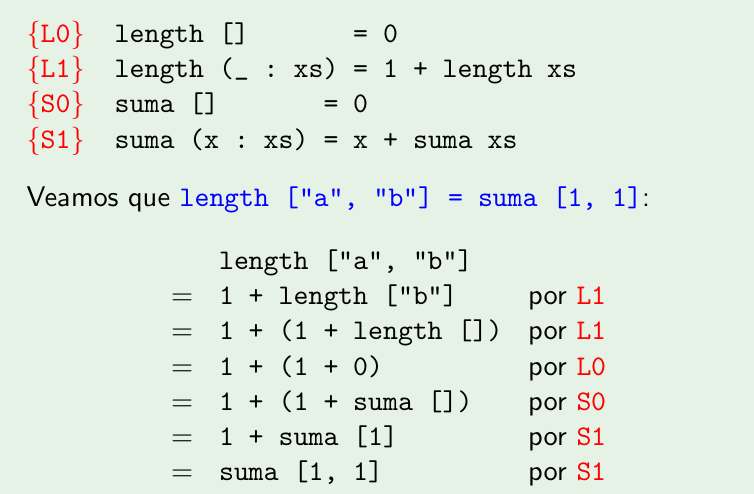 {L0} length [] = 0
{L1} length (_ : xs) = 1 + length xs
{S0} suma [] = 0
{S1} suma (x : xs) = x + suma xs
Veamos que length ["a", "b"] = suma [1, 1]:
length ["a", "b"]
= 1 + length ["b"] por L1
= 1 + (1 + length []) por L1
= 1 + (1 + 0) por L0
= 1 + (1 + suma []) por S0
= 1 + suma [1] por S1
= suma [1, 1] por S1